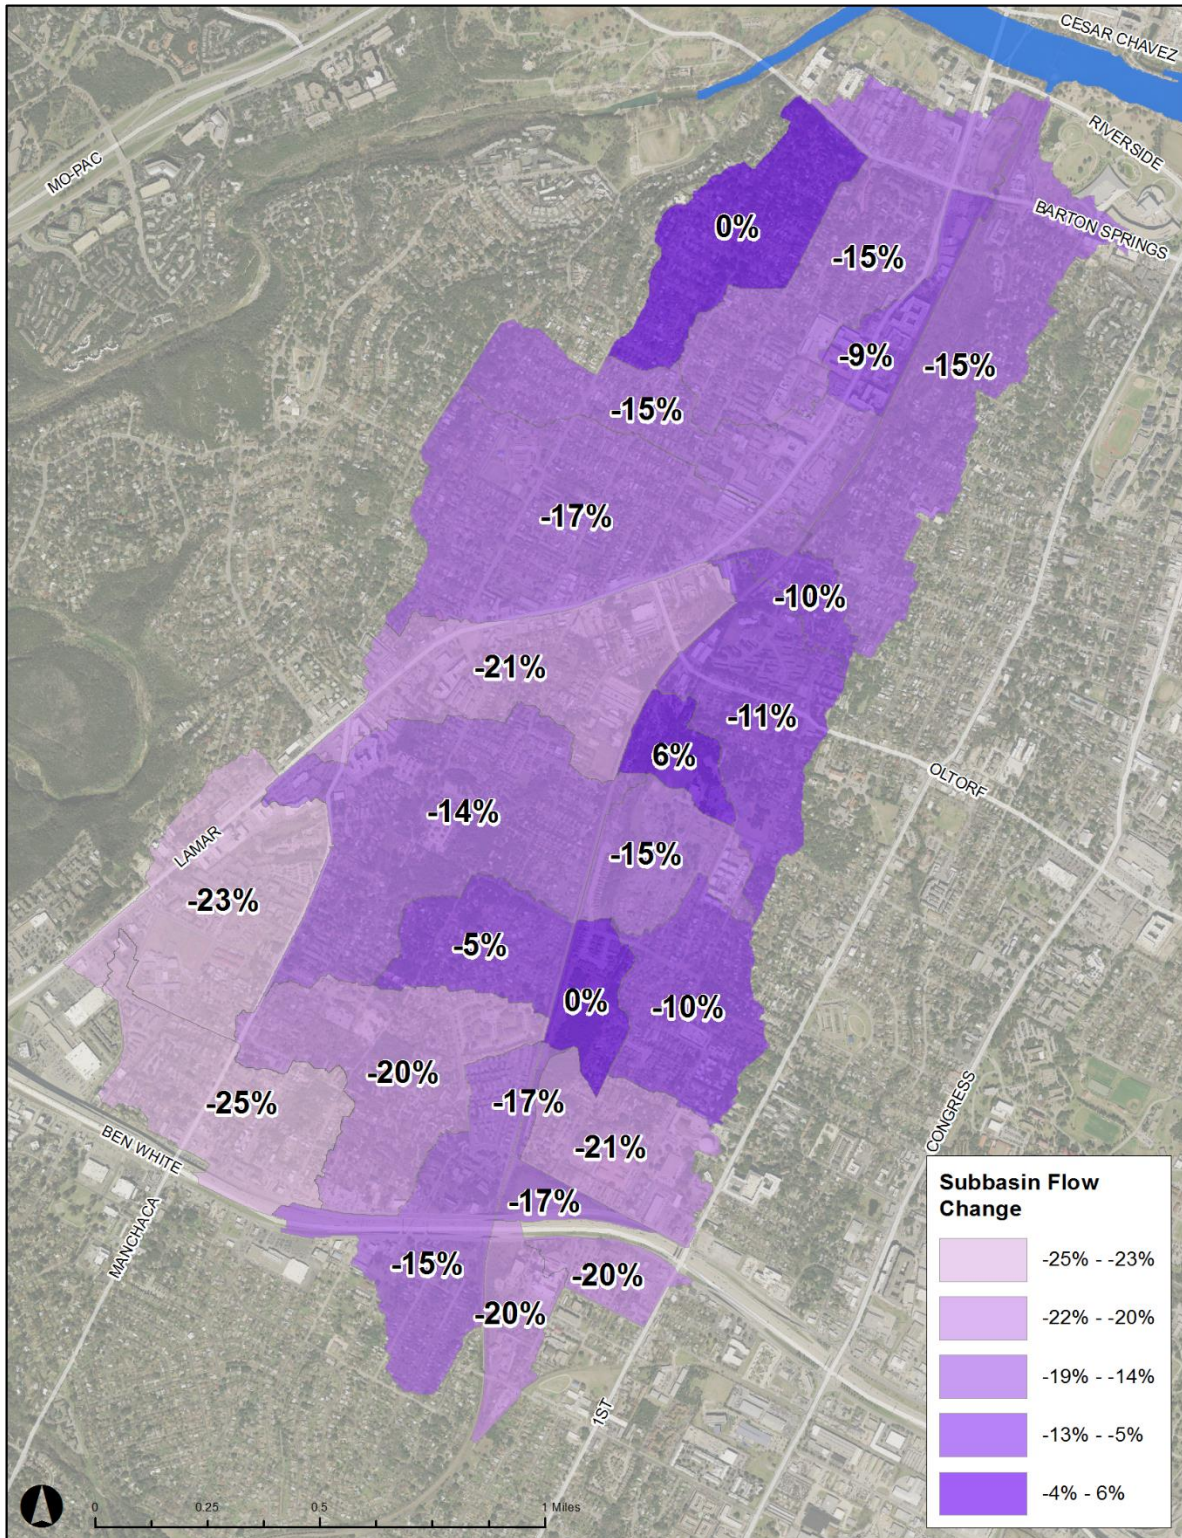 CESAR CHAVEZ
RIVERSIDE
MO-PAC
BARTON SPRINGS
0%
-15%
-9%
-15%
-15%
-17%
-10%
-21%
-11%
6%
OLTORF
-14%
LAMAR
-15%
-23%
-5%
0%
-10%
-20%
-25%
-17%
CONGRESS
BEN WHITE
-21%
-17%
MANCHACA
-15%
-20%
-20%
1ST
Subbasin Flow
Change
-25% - -23%
-22% - -20%
-19% - -14%
-13% - -5%
-4% - 6%
0 0.25 0.5 1 Miles